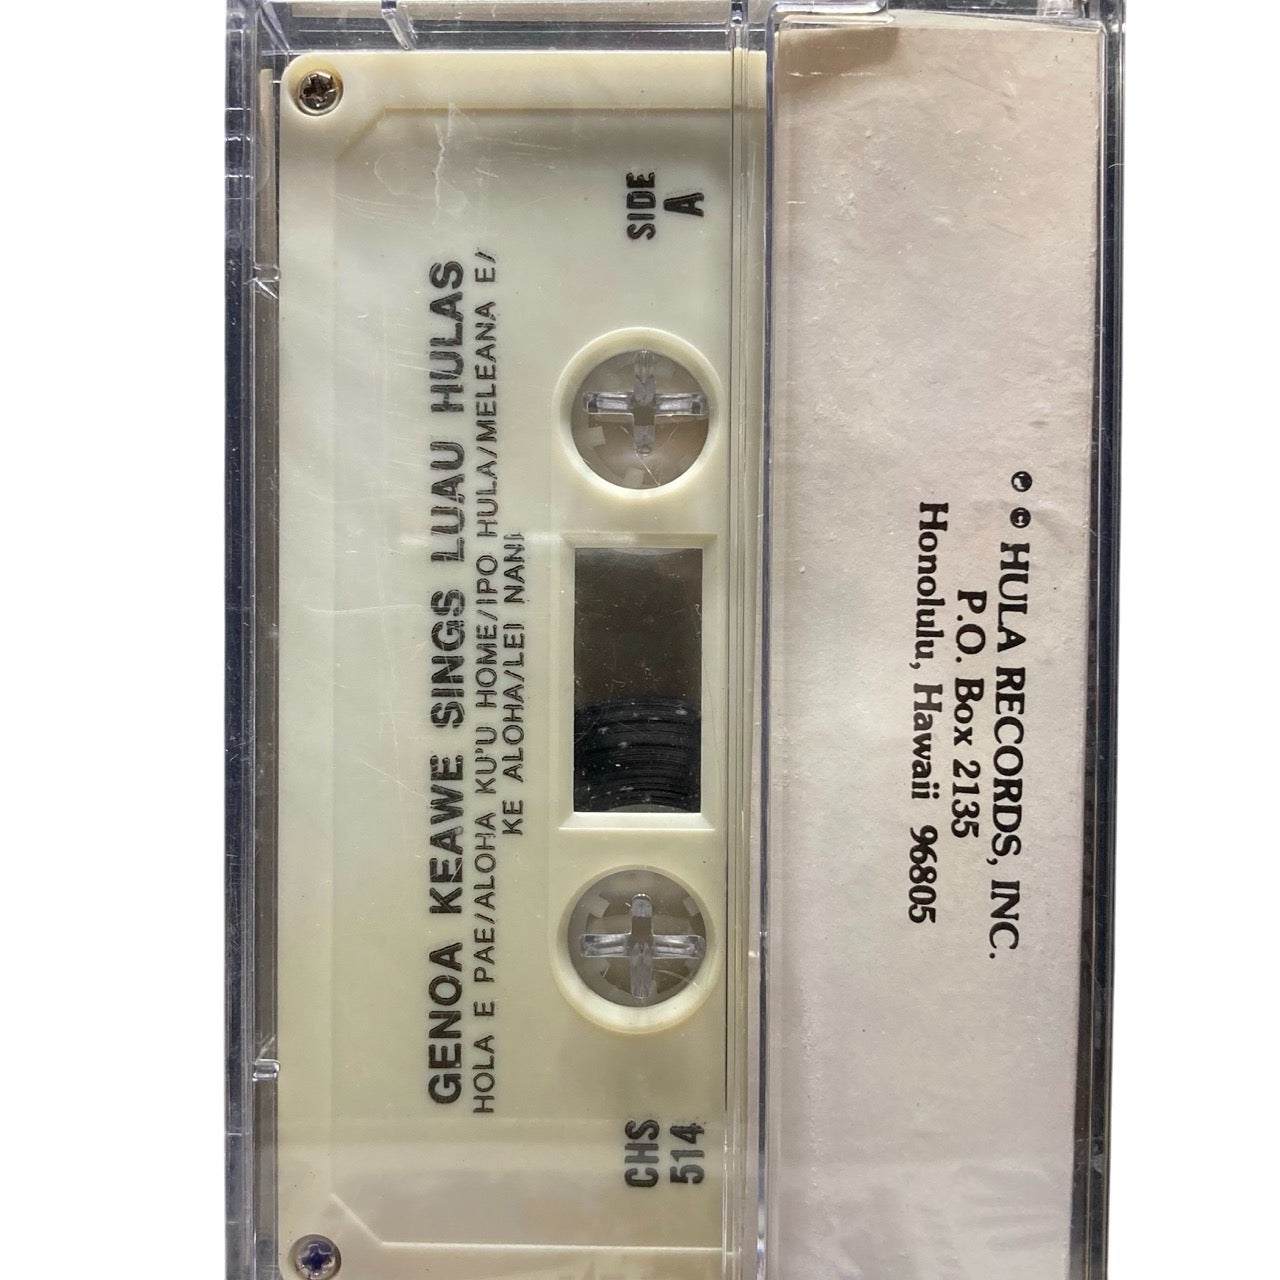 GENOA KEAWE SINGS LUAU HULAS
HOLA E PAE/ALOHA KU'U HOME/IPO HULA/MELEANA E/
KE ALOHA/LEI NANI
SIDE
A
CHS
514
℗ © HULA RECORDS, INC.
P.O. Box 2135
Honolulu, Hawaii 96805